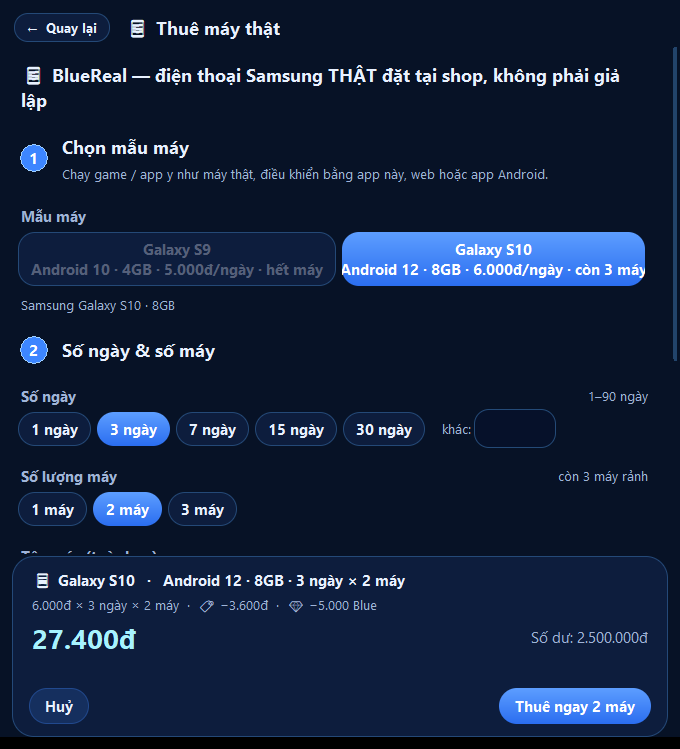 ← Quay lại
Thuê máy thật
BlueReal — điện thoại Samsung THẬT đặt tại shop, không phải giả
lập
1 Chọn mẫu máy
Chạy game / app y như máy thật, điều khiển bằng app này, web hoặc app Android.
Mẫu máy
Galaxy S9
Android 10 · 4GB · 5.000đ/ngày · hết máy
Galaxy S10
Android 12 · 8GB · 6.000đ/ngày · còn 3 máy
Samsung Galaxy S10 · 8GB
2 Số ngày & số máy
Số ngày 1–90 ngày
1 ngày 3 ngày 7 ngày 15 ngày 30 ngày khác:
Số lượng máy còn 3 máy rảnh
1 máy 2 máy 3 máy
Galaxy S10 · Android 12 · 8GB · 3 ngày × 2 máy
6.000đ × 3 ngày × 2 máy · −3.600đ · −5.000 Blue
27.400đ Số dư: 2.500.000đ
Huỷ Thuê ngay 2 máy